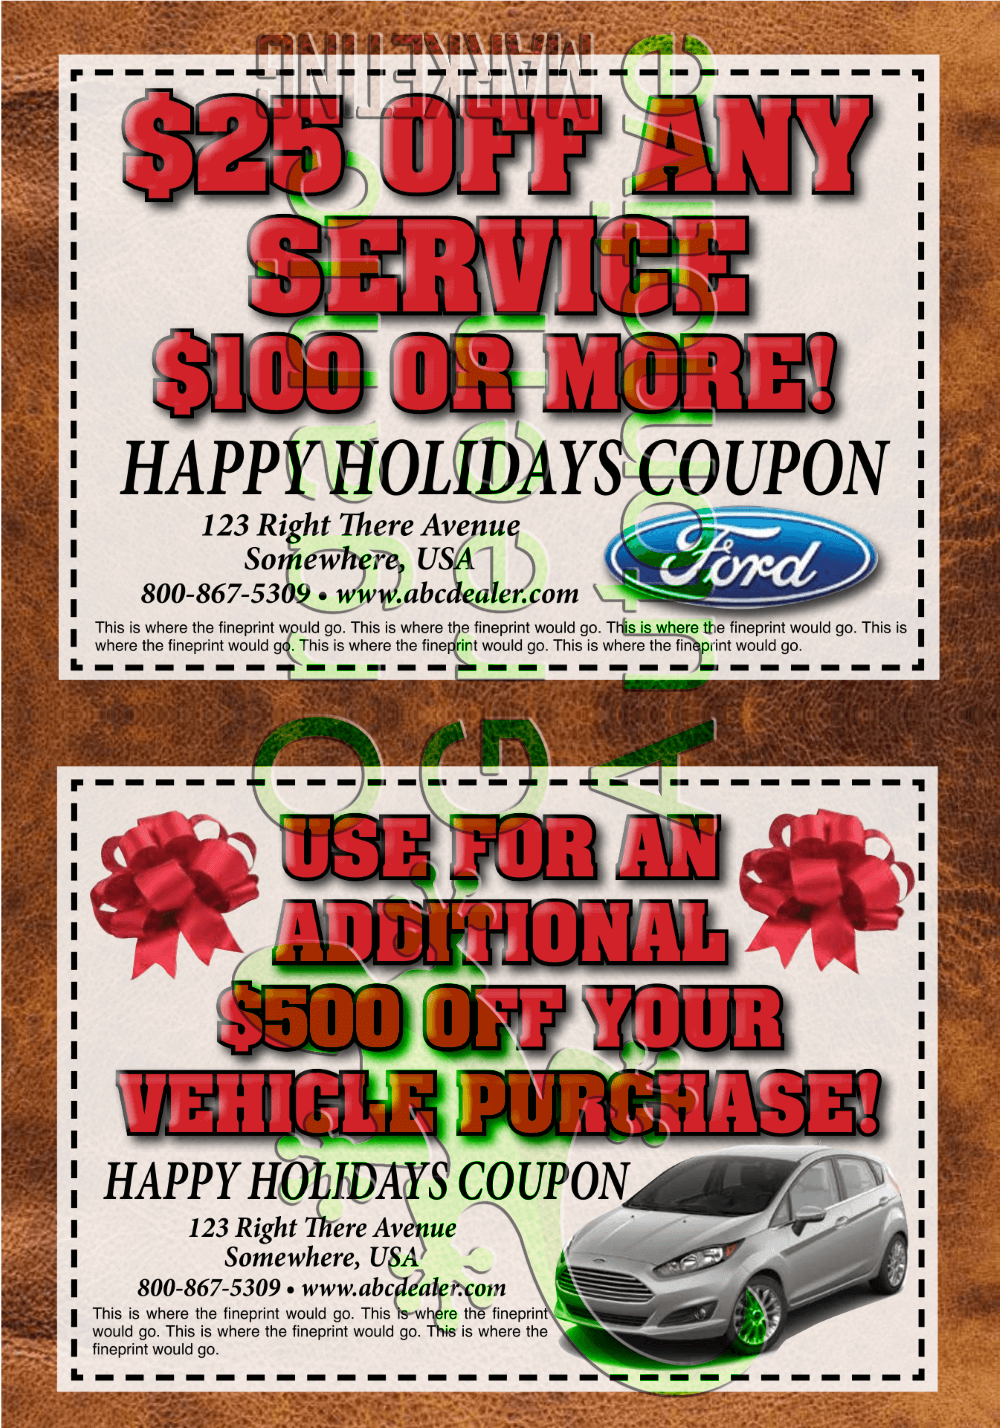 $25 OFF ANY
SERVICE
$100 OR MORE!
HAPPY HOLIDAYS COUPON
123 Right There Avenue
Somewhere, USA
800-867-5309 • www.abcdealer.com
Ford
This is where the fineprint would go. This is where the fineprint would go. This is where the fineprint would go. This is
where the fineprint would go. This is where the fineprint would go. This is where the fineprint would go.
USE FOR AN
ADDITIONAL
$500 OFF YOUR
VEHICLE PURCHASE!
HAPPY HOLIDAYS COUPON
123 Right There Avenue
Somewhere, USA
800-867-5309 • www.abcdealer.com
This is where the fineprint would go. This is where the fineprint
would go. This is where the fineprint would go. This is where the
fineprint would go.
Green
Automotive
MARKETING